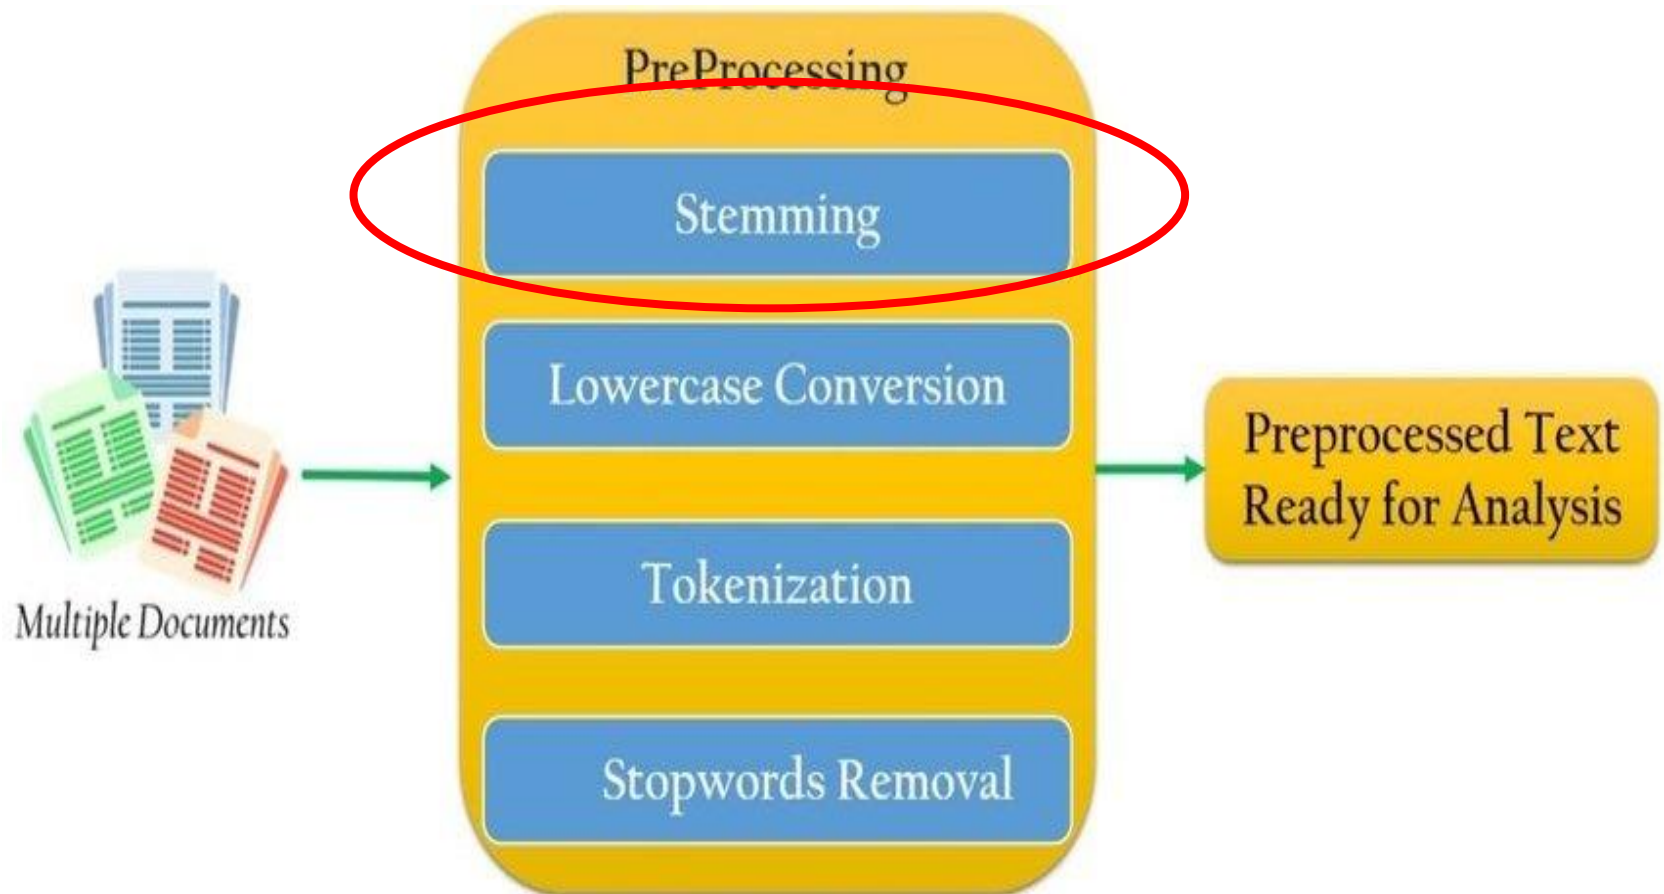 PreProcessing
Stemming
Lowercase Conversion
Tokenization
Stopwords Removal
Multiple Documents
Preprocessed Text
Ready for Analysis